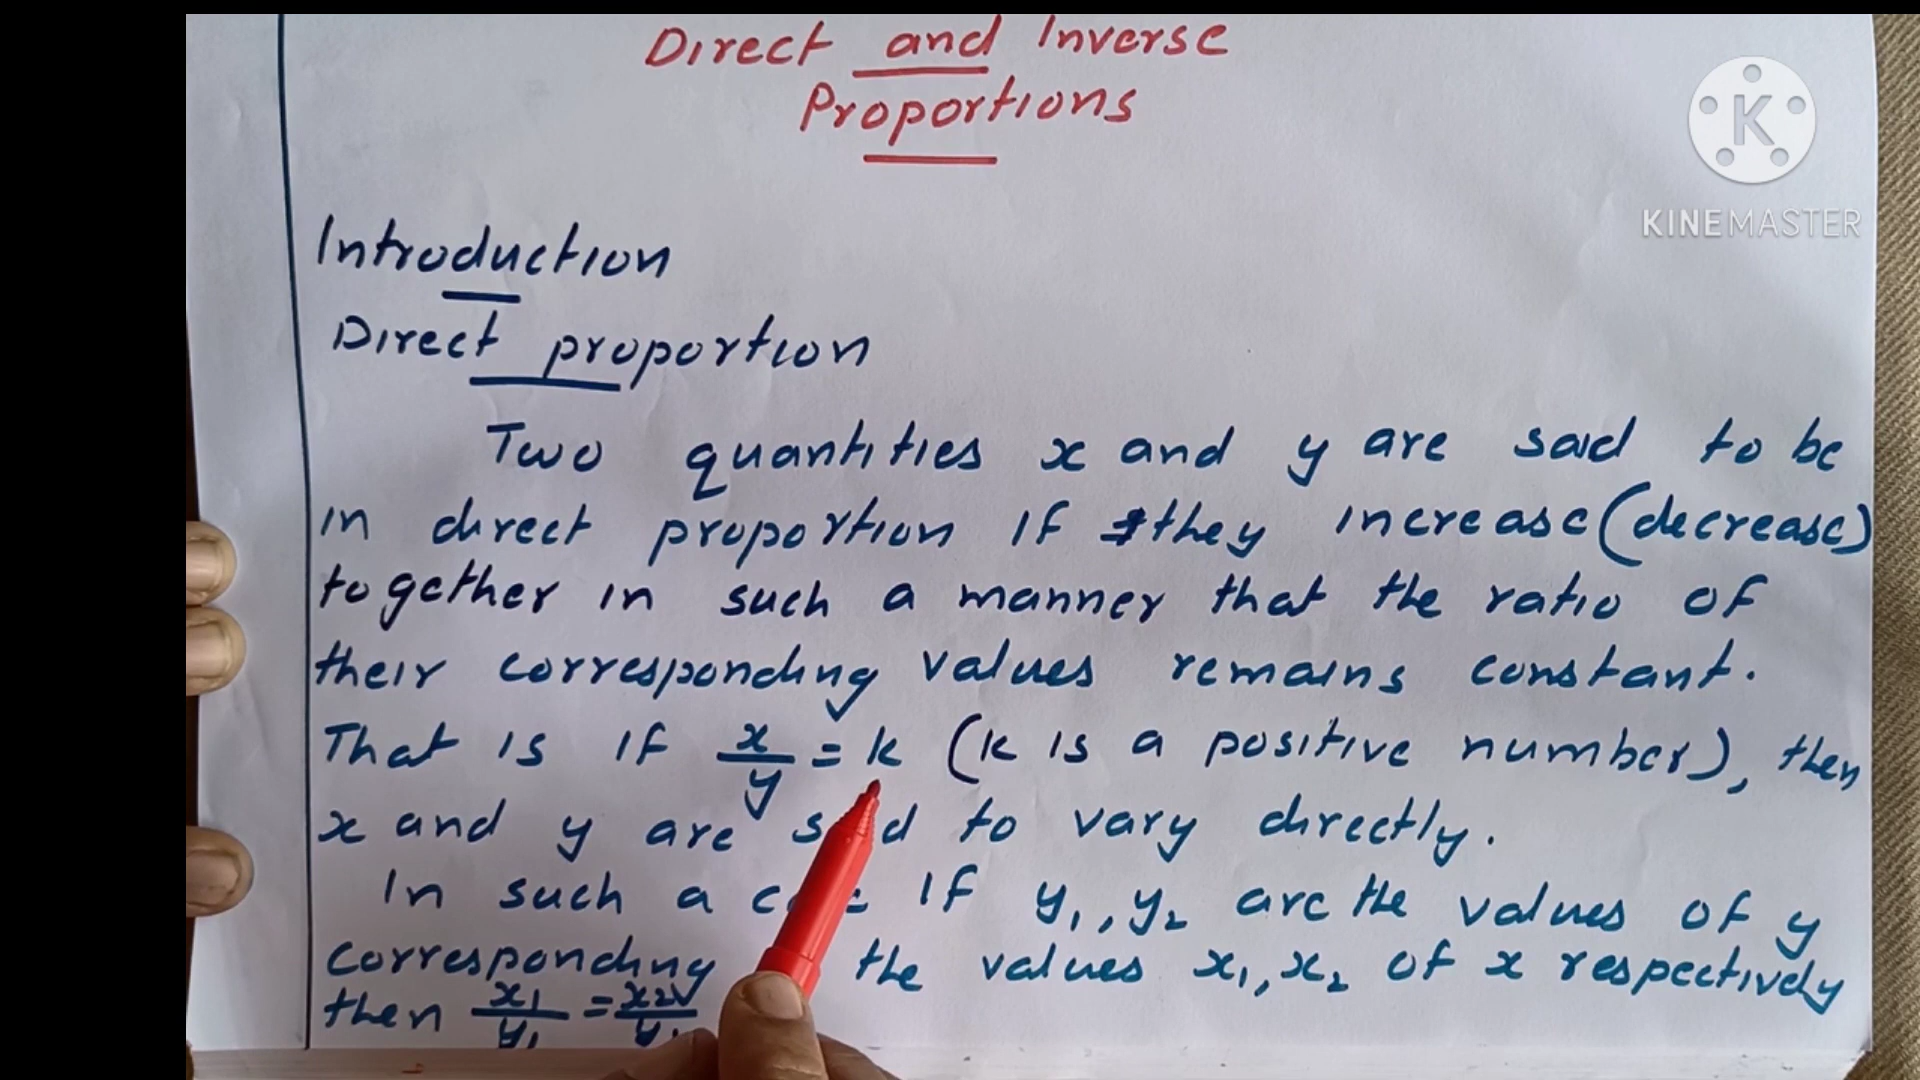 Direct and Inverse
Proportions
KINEMASTER
Introduction
Direct proportion
Two quantities x and y are said to be
in direct proportion if they increase (decrease)
together in such a manner that the ratio of
their corresponding values remains constant.
That is if x/y = k (k is a positive number), then
x and y are to vary directly.
In such a if y₁, y₂ are the values of y
corresponding the values x₁, x₂ of x respectively
then x₁/y₁ = x₂